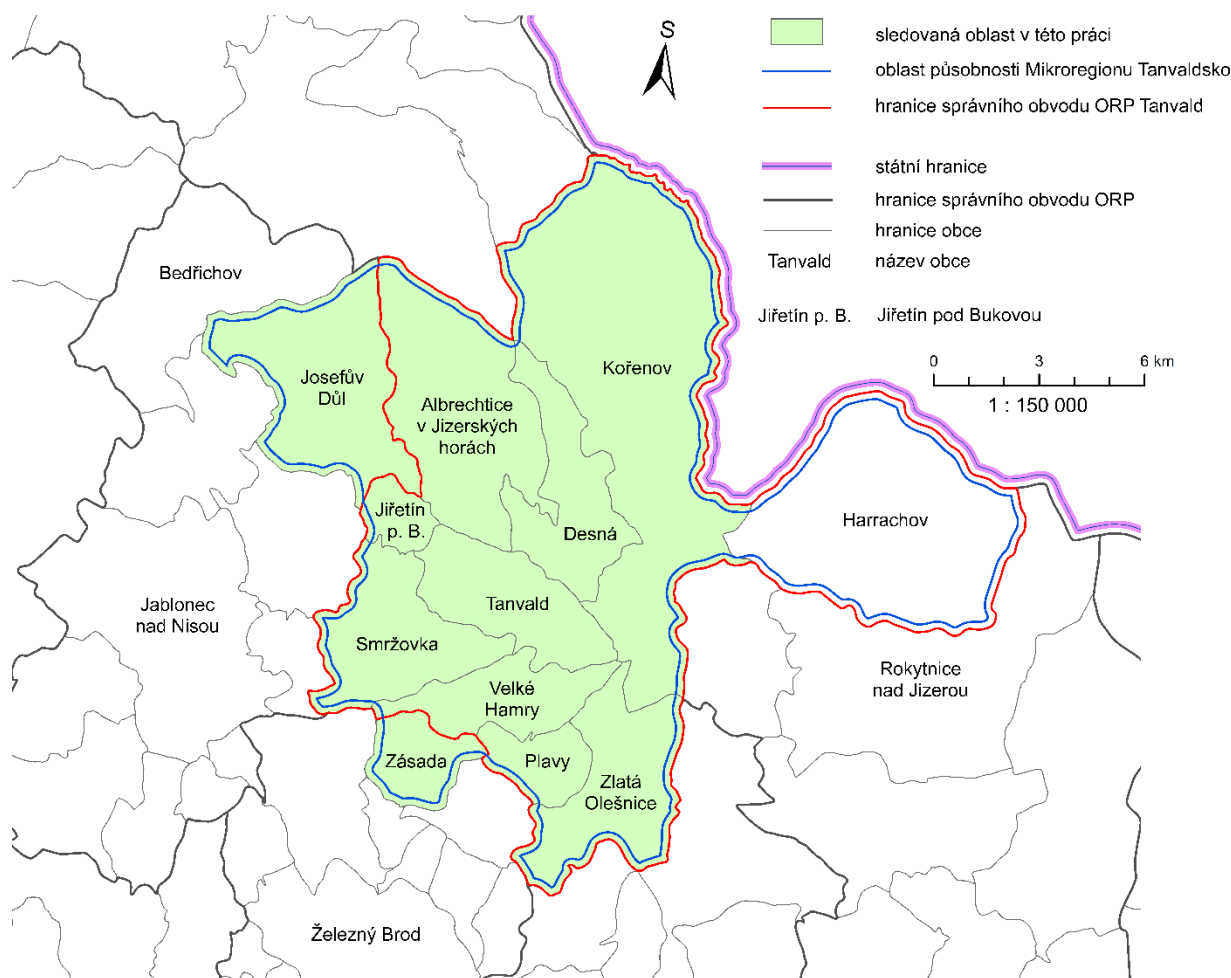 S
sledovaná oblast v této práci
oblast působnosti Mikroregionu Tanvaldsko
hranice správního obvodu ORP Tanvald
státní hranice
hranice správního obvodu ORP
hranice obce
Tanvald název obce
Jiřetín p. B. Jiřetín pod Bukovou
0 3 6 km
1 : 150 000
Bedřichov
Josefův
Důl
Albrechtice
v Jizerských
horách
Kořenov
Jiřetín
p. B.
Desná
Harrachov
Jablonec
nad Nisou
Tanvald
Smržovka
Rokytnice
nad Jizerou
Velké
Hamry
Zásada
Plavy
Zlatá
Olešnice
Železný Brod